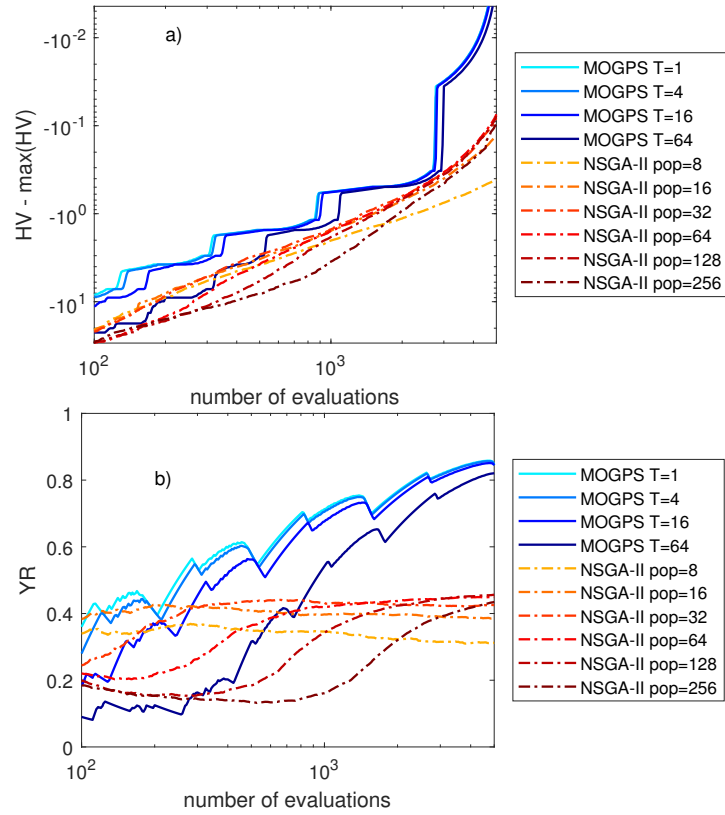 a)
-10^-2
-10^-1
-10^0
-10^1
HV - max(HV)
10^2
10^3
number of evaluations
MOGPS T=1
MOGPS T=4
MOGPS T=16
MOGPS T=64
NSGA-II pop=8
NSGA-II pop=16
NSGA-II pop=32
NSGA-II pop=64
NSGA-II pop=128
NSGA-II pop=256
b)
1
0.8
0.6
0.4
0.2
0
YR
10^2
10^3
number of evaluations
MOGPS T=1
MOGPS T=4
MOGPS T=16
MOGPS T=64
NSGA-II pop=8
NSGA-II pop=16
NSGA-II pop=32
NSGA-II pop=64
NSGA-II pop=128
NSGA-II pop=256